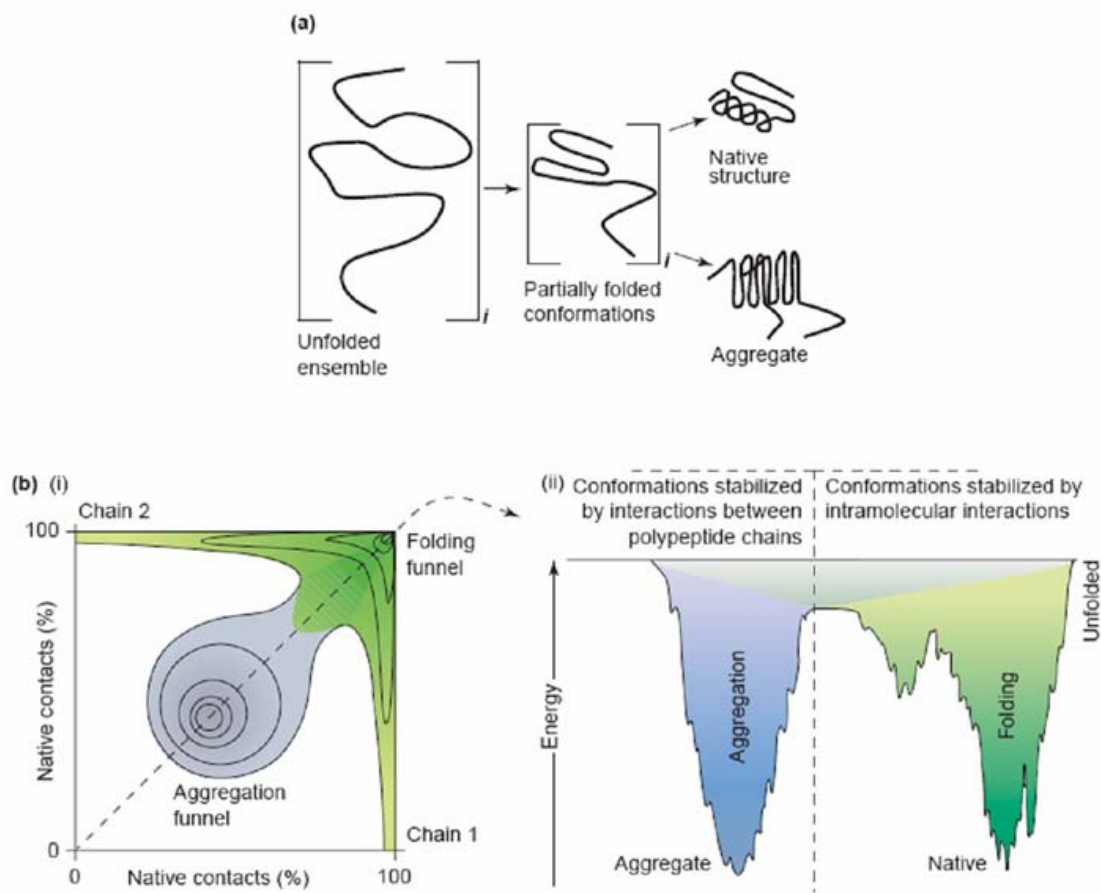 (a)
Native
structure
i
Partially folded
conformations
i
Unfolded
ensemble
Aggregate
(b) (i)
Chain 2
100
Folding
funnel
Native contacts (%)
Aggregation
funnel
Chain 1
0
0
Native contacts (%)
100
(ii)
Conformations stabilized
by interactions between
polypeptide chains
Conformations stabilized by
intramolecular interactions
Unfolded
Energy
Aggregation
Folding
Aggregate
Native